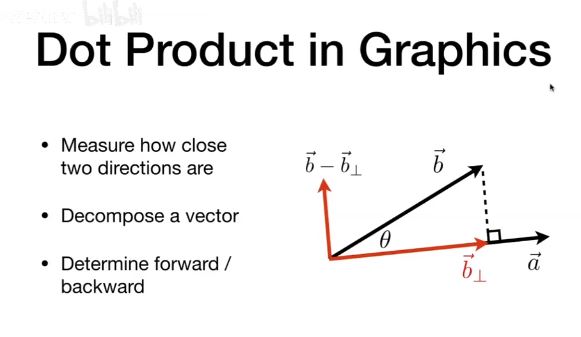 bilibili
Dot Product in Graphics
• Measure how close
two directions are
• Decompose a vector
• Determine forward /
backward
$\vec{b} - \vec{b}_\perp$
$\vec{b}$
$\theta$
$\vec{b}_\perp$
$\vec{a}$